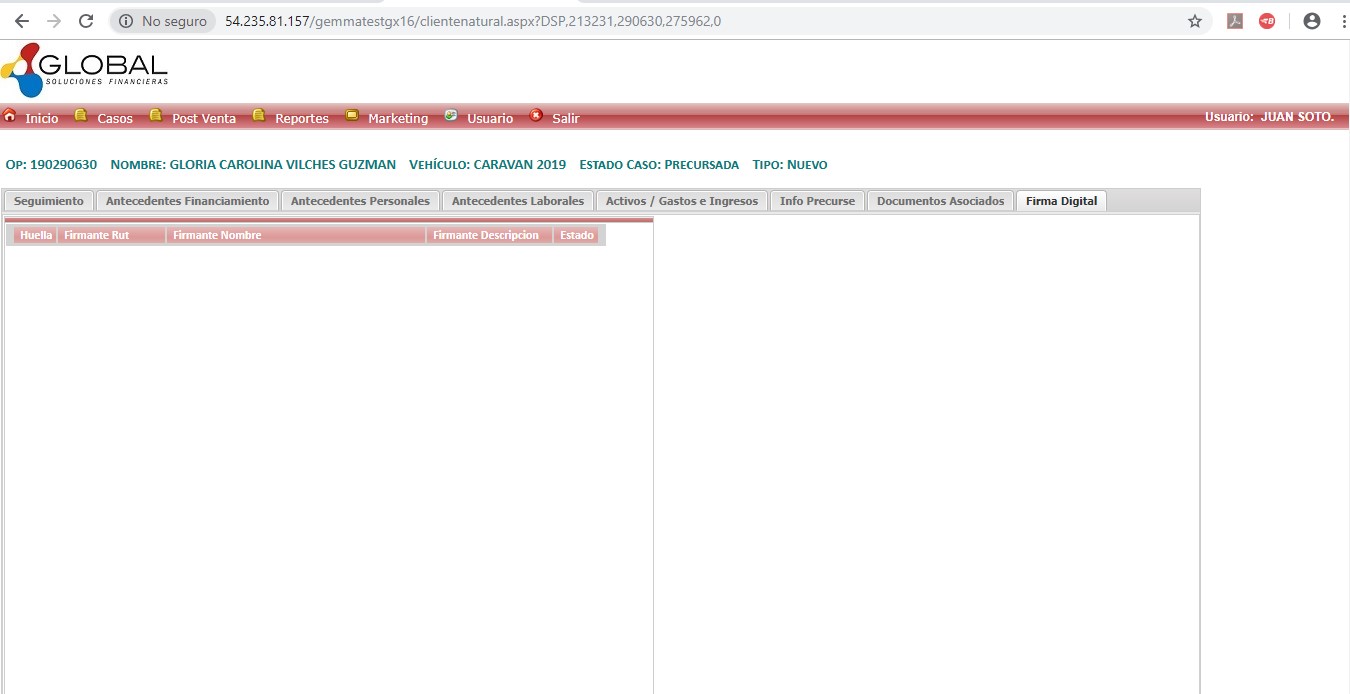 No seguro 54.235.81.157/gemmatestgx16/clientenatural.aspx?DSP,213231,290630,275962,0
GLOBAL
SOLUCIONES FINANCIERAS
Inicio Casos Post Venta Reportes Marketing Usuario Salir Usuario: JUAN SOTO.
OP: 190290630 NOMBRE: GLORIA CAROLINA VILCHES GUZMAN VEHÍCULO: CARAVAN 2019 ESTADO CASO: PRECURSADA TIPO: NUEVO
Seguimiento Antecedentes Financiamiento Antecedentes Personales Antecedentes Laborales Activos / Gastos e Ingresos Info Precurse Documentos Asociados Firma Digital
Huella Firmante Rut Firmante Nombre Firmante Descripcion Estado